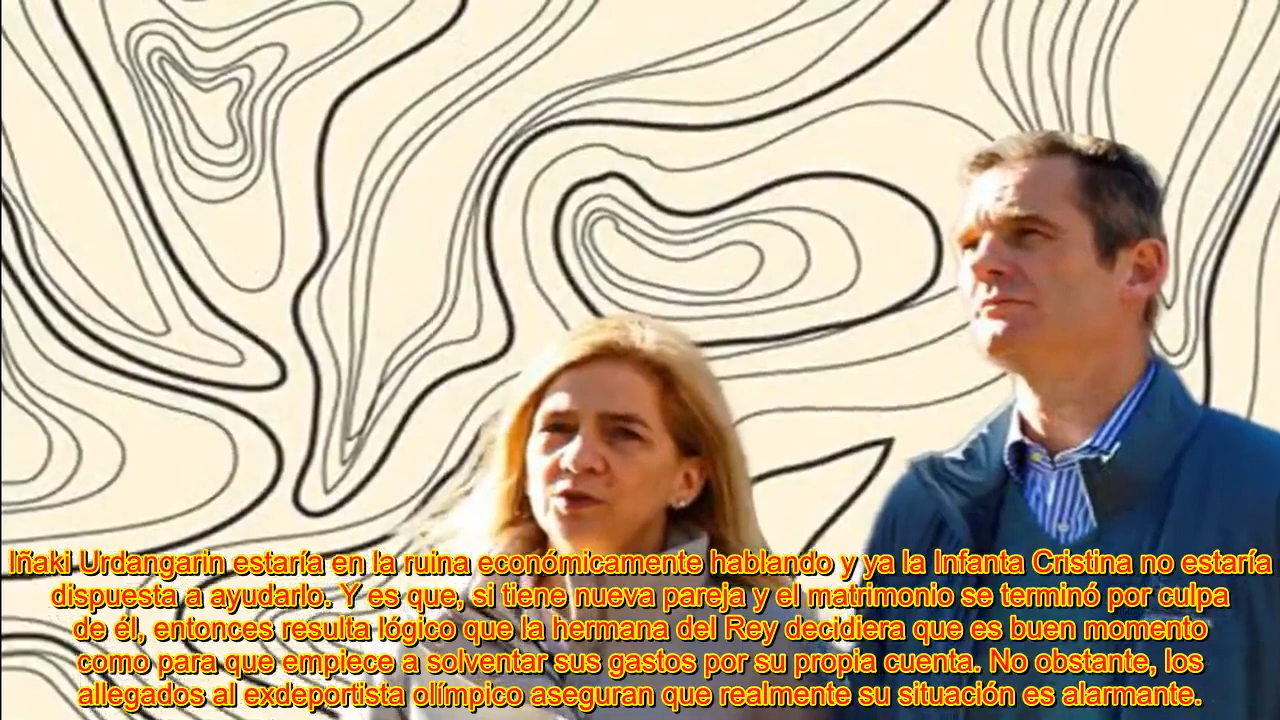 Iñaki Urdangarin estaría en la ruina económicamente hablando y ya la Infanta Cristina no estaría
dispuesta a ayudarlo. Y es que, si tiene nueva pareja y el matrimonio se terminó por culpa
de él, entonces resulta lógico que la hermana del Rey decidiera que es buen momento
como para que empiece a solventar sus gastos por su propia cuenta. No obstante, los
allegados al exdeportista olímpico aseguran que realmente su situación es alarmante.